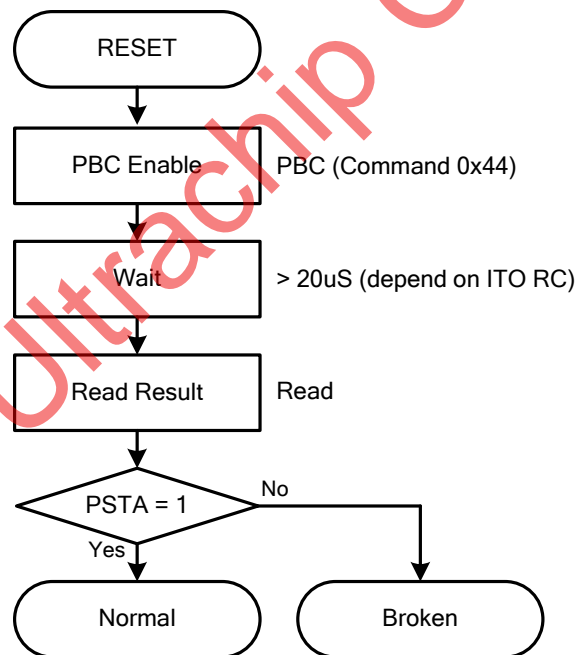 RESET
PBC Enable
PBC (Command 0x44)
Wait
> 20uS (depend on ITO RC)
Read Result
Read
PSTA = 1
No
Yes
Normal
Broken
Ultrachip